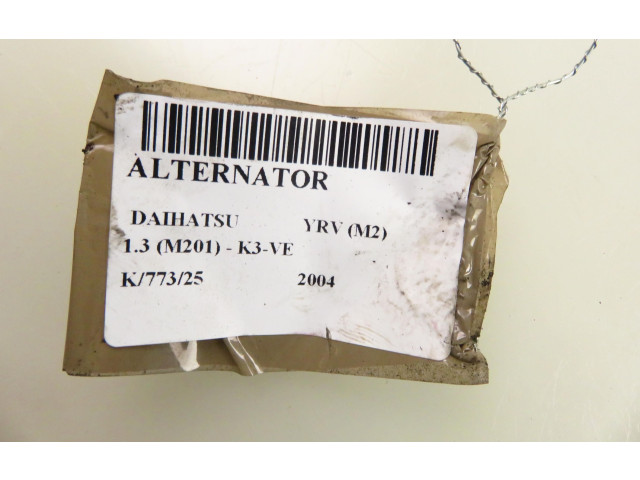 ALTERNATOR
DAIHATSU YRV (M2)
1.3 (M201) - K3-VE
K/773/25 2004